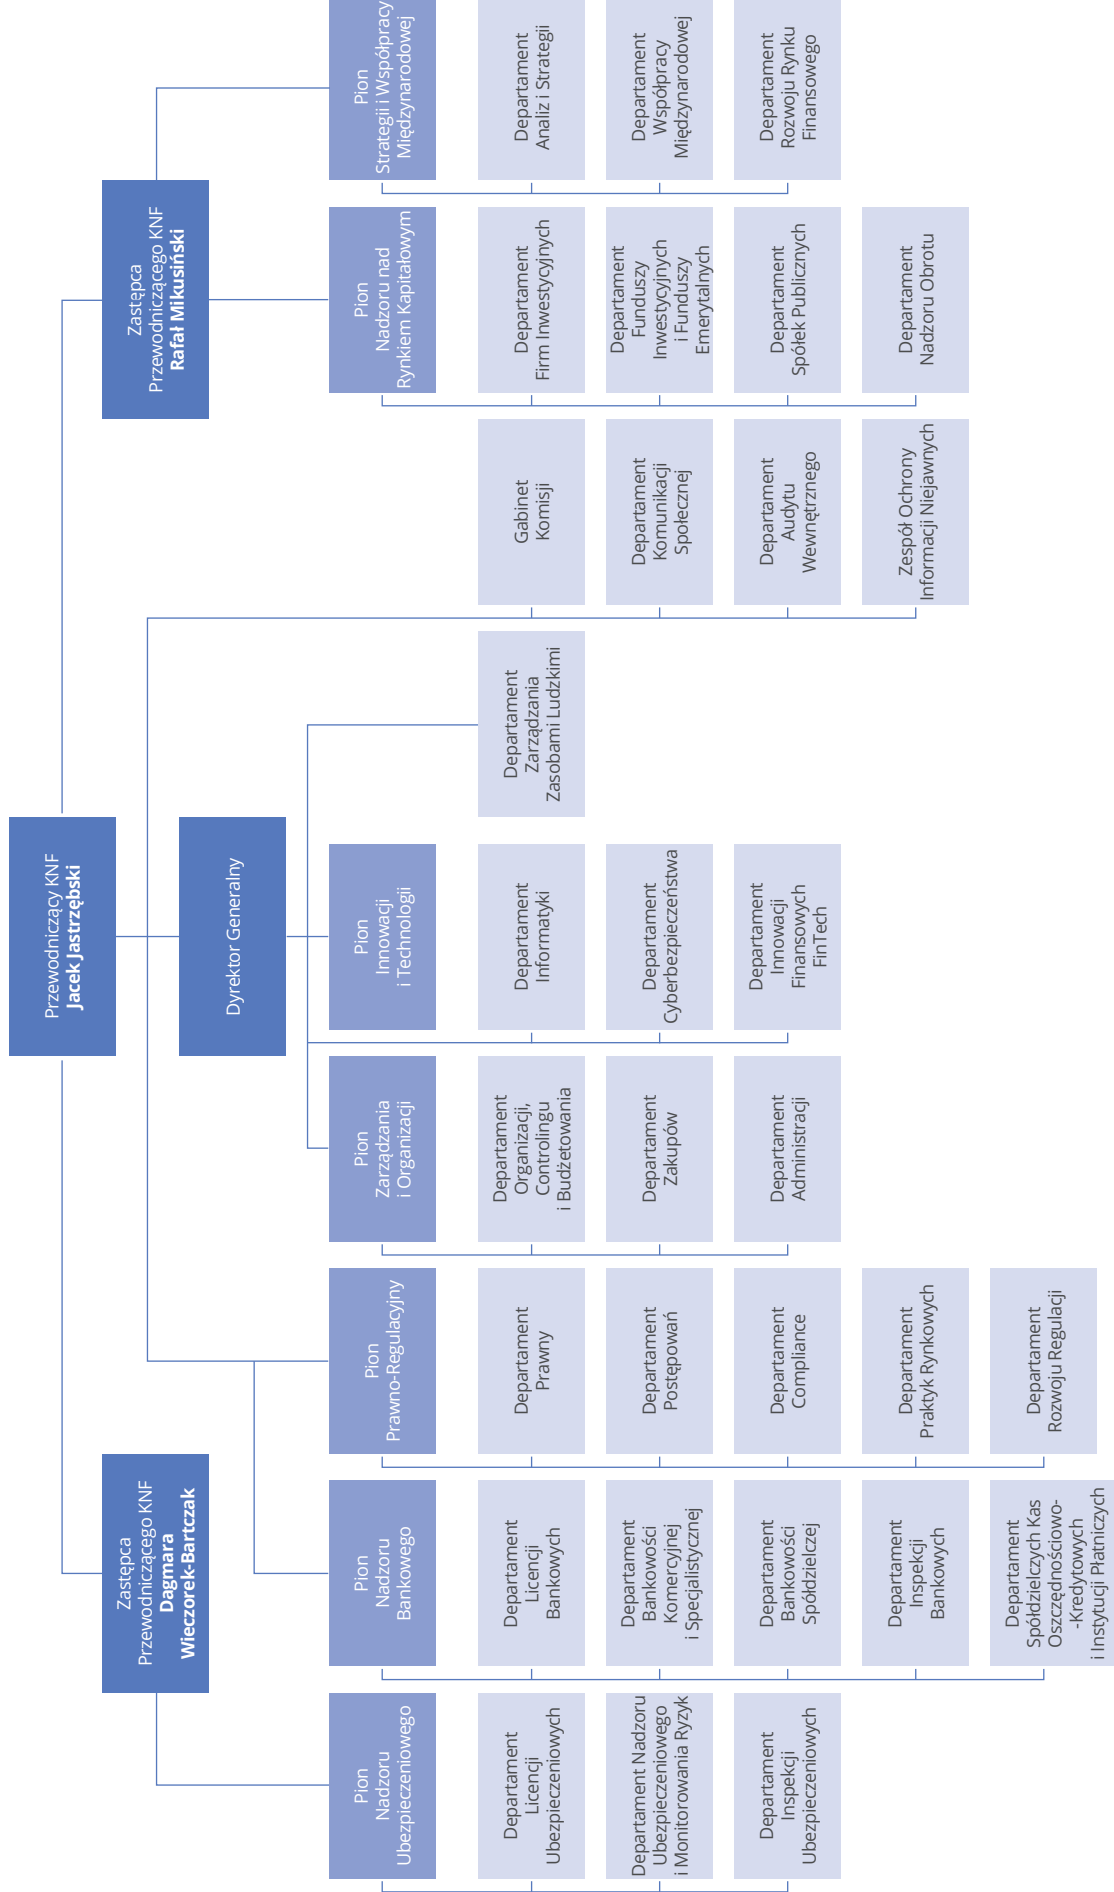 Przewodniczący KNF
Jacek Jastrzębski
Zastępca
Przewodniczącego KNF
Dagmara
Wieczorek-Bartczak
Zastępca
Przewodniczącego KNF
Rafał Mikusiński
Dyrektor Generalny
Pion
Nadzoru
Ubezpieczeniowego
Pion
Nadzoru
Bankowego
Pion
Prawno-Regulacyjny
Pion
Zarządzania
i Organizacji
Pion
Innowacji
i Technologii
Pion
Nadzoru nad
Rynkiem Kapitałowym
Pion
Strategii i Współpracy
Międzynarodowej
Departament
Licencji
Ubezpieczeniowych
Departament
Licencji
Bankowych
Departament
Prawny
Departament
Organizacji,
Controlingu
i Budżetowania
Departament
Informatyki
Departament
Zarządzania
Zasobami Ludzkimi
Gabinet
Komisji
Departament
Firm Inwestycyjnych
Departament
Analiz i Strategii
Departament Nadzoru
Ubezpieczeniowego
i Monitorowania Ryzyk
Departament
Bankowości
Komercyjnej
i Specjalistycznej
Departament
Postępowań
Departament
Zakupów
Departament
Cyberbezpieczeństwa
Departament
Komunikacji
Społecznej
Departament
Funduszy
Inwestycyjnych
i Funduszy
Emerytalnych
Departament
Współpracy
Międzynarodowej
Departament
Inspekcji
Ubezpieczeniowych
Departament
Bankowości
Spółdzielczej
Departament
Compliance
Departament
Administracji
Departament
Innowacji
Finansowych
FinTech
Departament
Audytu
Wewnętrznego
Departament
Spółek Publicznych
Departament
Rozwoju Rynku
Finansowego
Departament
Inspekcji
Bankowych
Departament
Praktyk Rynkowych
Zespół Ochrony
Informacji Niejawnych
Departament
Nadzoru Obrotu
Departament
Spółdzielczych Kas
Oszczędnościowo-
-Kredytowych
i Instytucji Płatniczych
Departament
Rozwoju Regulacji